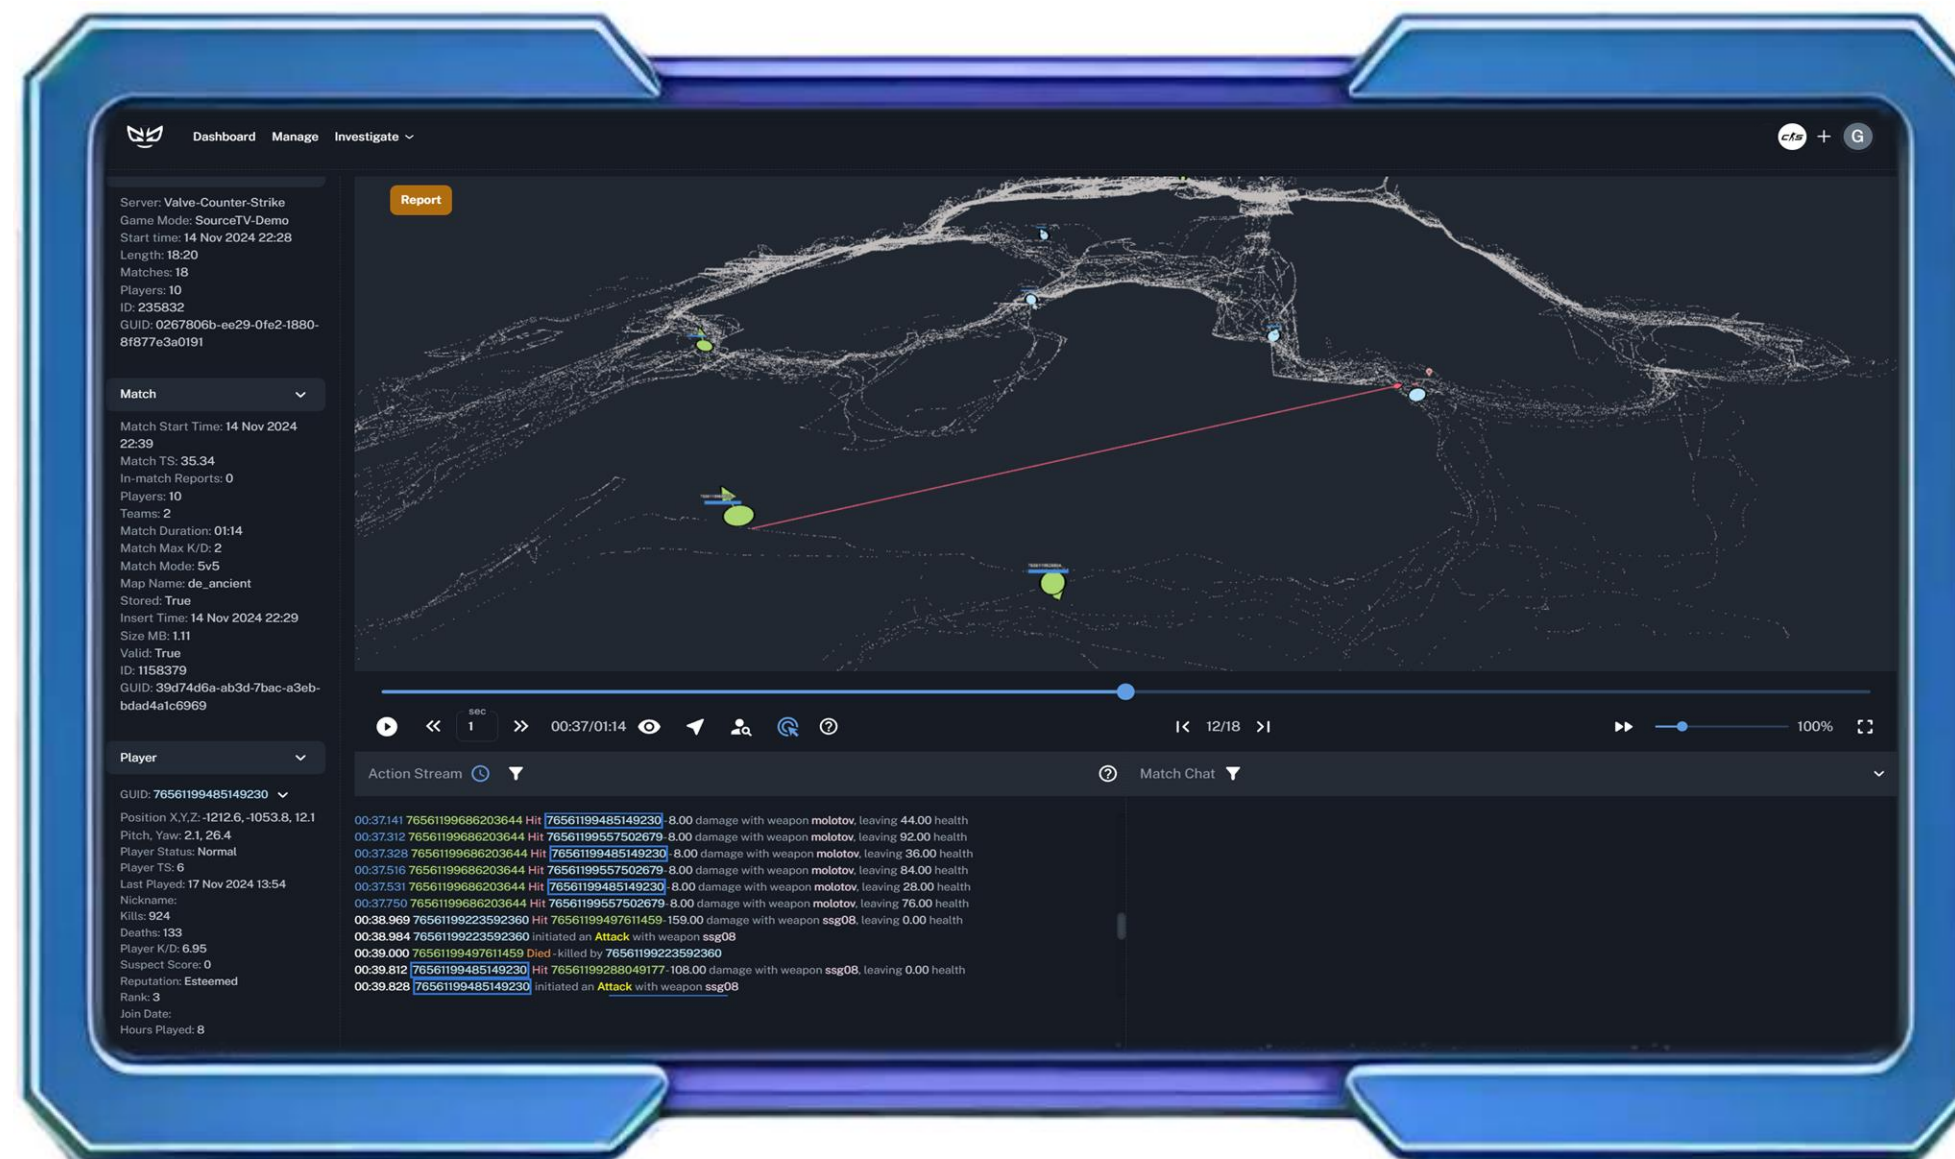 Dashboard Manage Investigate
CS + G
Server: Valve-Counter-Strike
Game Mode: SourceTV-Demo
Start time: 14 Nov 2024 22:28
Length: 18:20
Matches: 18
Players: 10
ID: 235832
GUID: 0267806b-ee29-0fe2-1880-
8f877e3a0191
Match
Match Start Time: 14 Nov 2024
22:39
Match TS: 35.34
In-match Reports: 0
Players: 10
Teams: 2
Match Duration: 01:14
Match Max K/D: 2
Match Mode: 5v5
Map Name: de_ancient
Stored: True
Insert Time: 14 Nov 2024 22:29
Size MB: 1.11
Valid: True
ID: 1158379
GUID: 39d74d6a-ab3d-7bac-a3eb-
bdad4a1c6969
Player
GUID: 76561199485149230
Position X,Y,Z: -1212.6, -1053.8, 12.1
Pitch, Yaw: 2.1, 26.4
Player Status: Normal
Player TS: 6
Last Played: 17 Nov 2024 13:54
Nickname:
Kills: 924
Deaths: 133
Player K/D: 6.95
Suspect Score: 0
Reputation: Esteemed
Rank: 3
Join Date:
Hours Played: 8
Report
sec
1
00:37/01:14
12/18
100%
Action Stream
00:37.141 76561199686203644 Hit 76561199485149230-8.00 damage with weapon molotov, leaving 44.00 health
00:37.312 76561199686203644 Hit 76561199557502679-8.00 damage with weapon molotov, leaving 92.00 health
00:37.328 76561199686203644 Hit 76561199485149230-8.00 damage with weapon molotov, leaving 36.00 health
00:37.516 76561199686203644 Hit 76561199557502679-8.00 damage with weapon molotov, leaving 84.00 health
00:37.531 76561199686203644 Hit 76561199485149230-8.00 damage with weapon molotov, leaving 28.00 health
00:37.750 76561199686203644 Hit 76561199557502679-8.00 damage with weapon molotov, leaving 76.00 health
00:38.969 76561199223592360 Hit 76561199497611459-159.00 damage with weapon ssg08, leaving 0.00 health
00:38.984 76561199223592360 initiated an Attack with weapon ssg08
00:39.000 76561199497611459 Died - killed by 76561199223592360
00:39.812 76561199485149230 Hit 76561199288049177-108.00 damage with weapon ssg08, leaving 0.00 health
00:39.828 76561199485149230 initiated an Attack with weapon ssg08
Match Chat